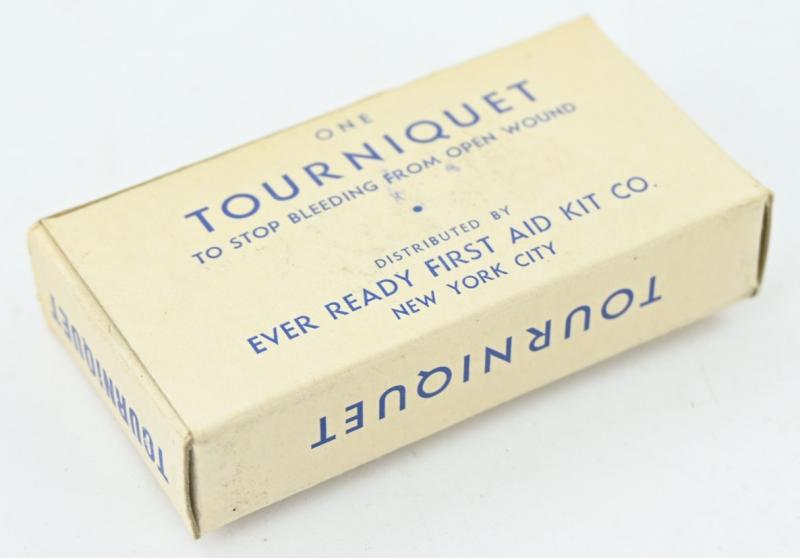 ONE
TOURNIQUET
TO STOP BLEEDING FROM OPEN WOUND
DISTRIBUTED BY
EVER READY FIRST AID KIT CO.
NEW YORK CITY
TOURNIQUET
TOURNIQUET